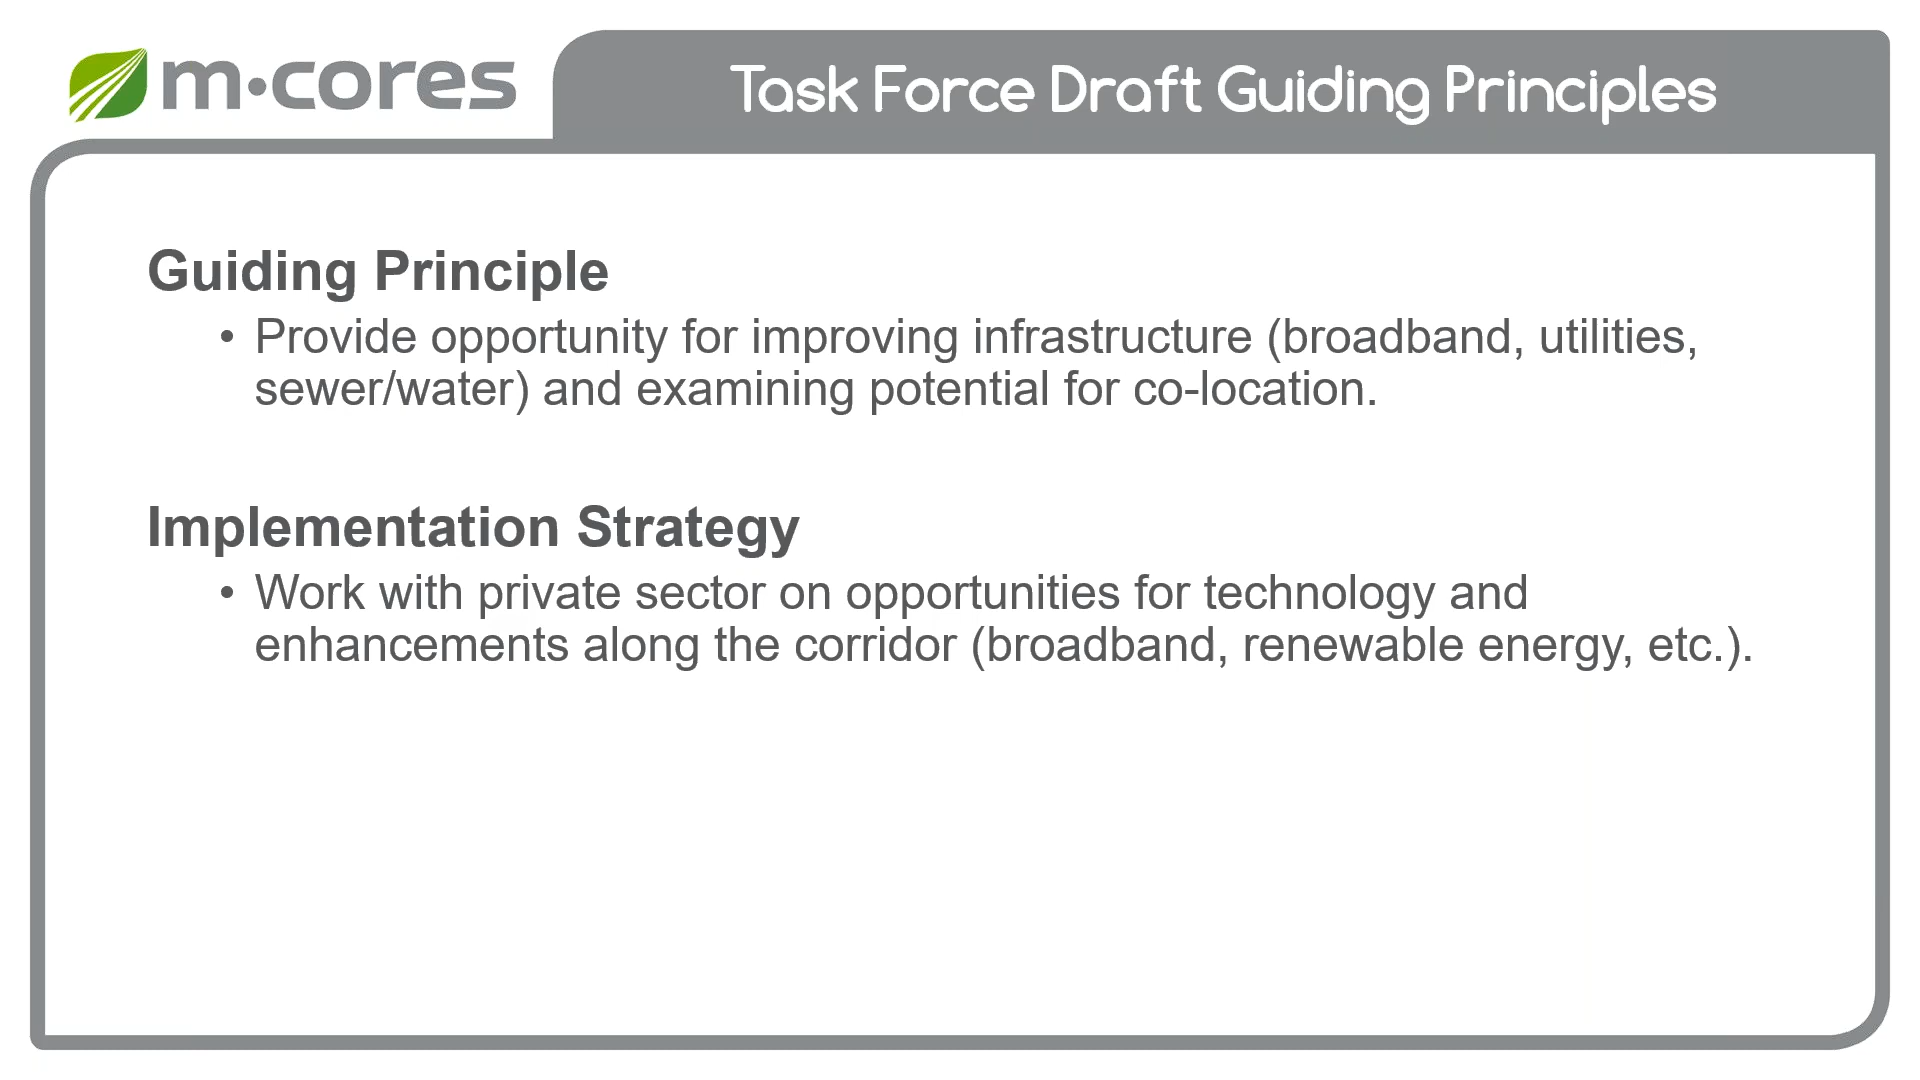 m·cores
Task Force Draft Guiding Principles
Guiding Principle
• Provide opportunity for improving infrastructure (broadband, utilities,
sewer/water) and examining potential for co-location.
Implementation Strategy
• Work with private sector on opportunities for technology and
enhancements along the corridor (broadband, renewable energy, etc.).